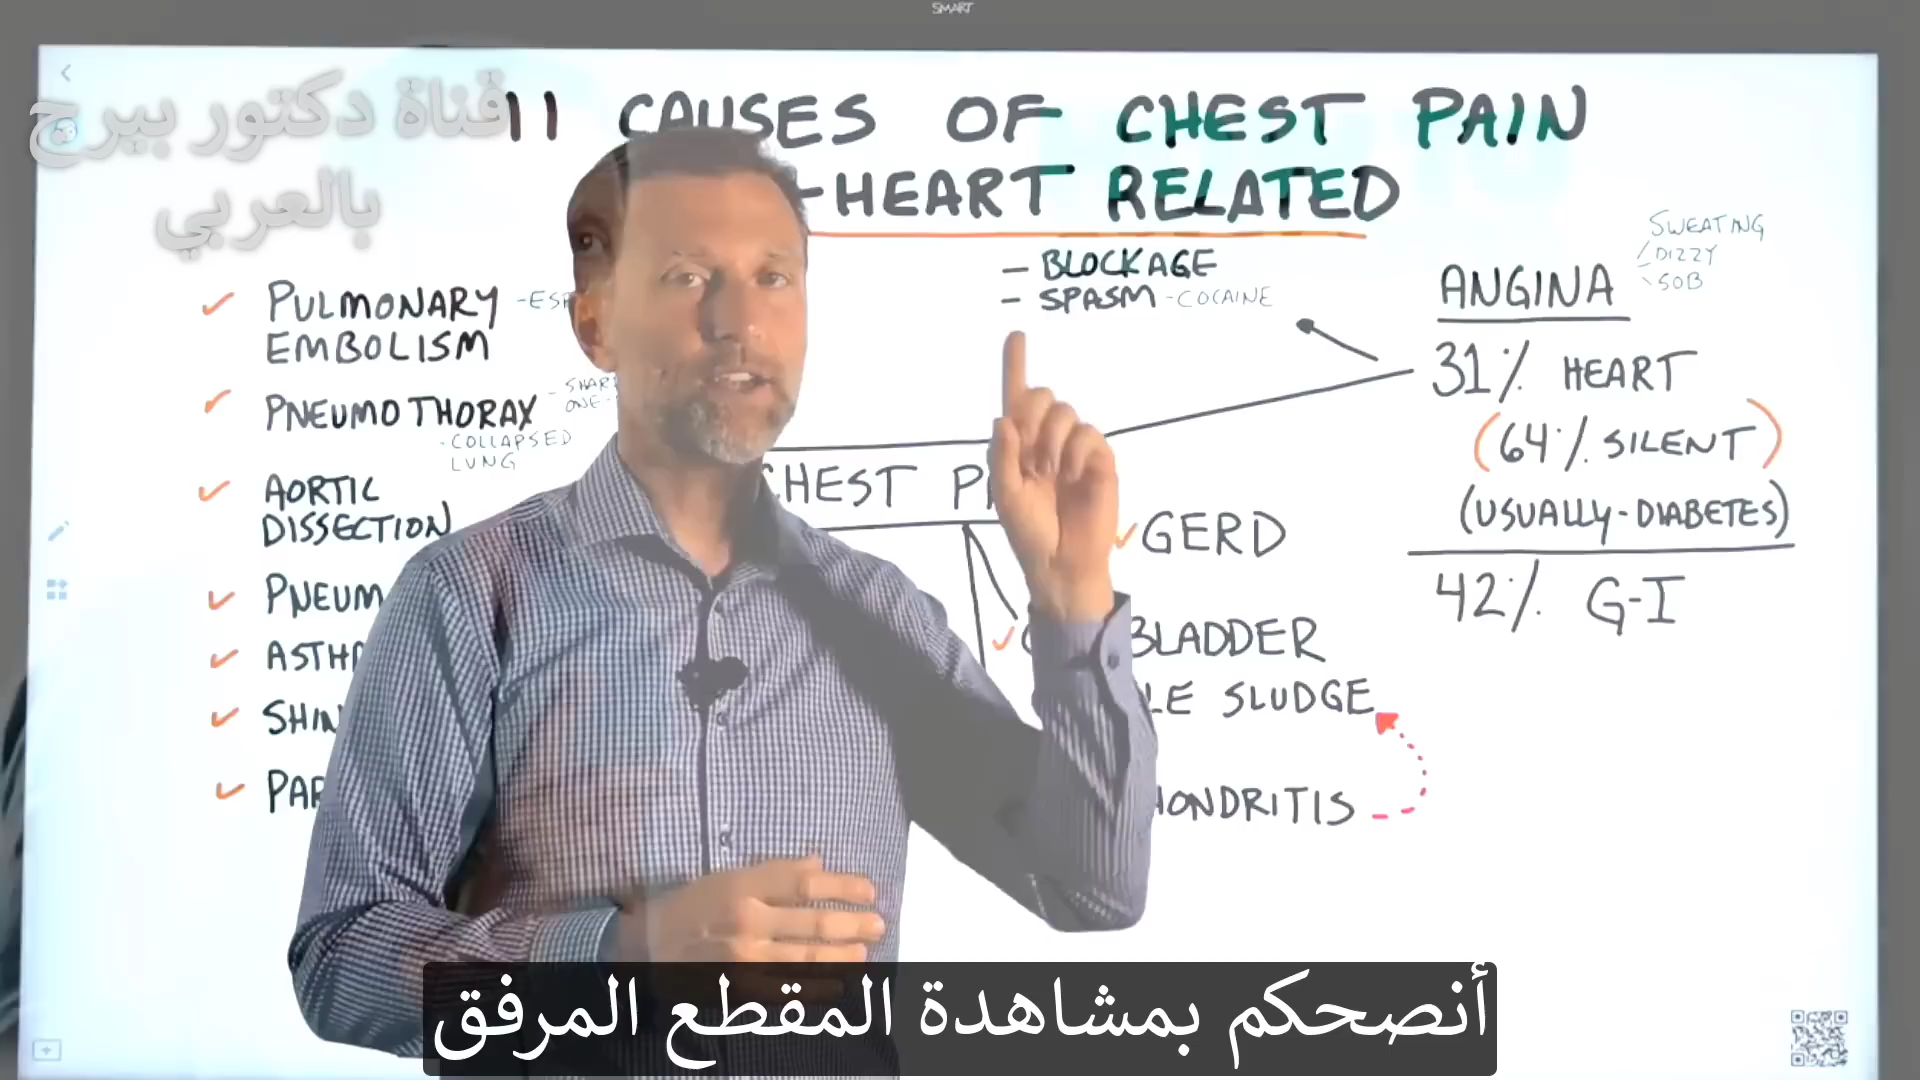 SMART
قناة دكتور بيرج
بالعربي
11 CAUSES OF CHEST PAIN
-HEART RELATED
- BLOCKAGE
- SPASM - COCAINE
SWEATING
DIZZY
SOB
ANGINA
31% HEART
(64% SILENT)
(USUALLY-DIABETES)
42% G-I
✓ PULMONARY
EMBOLISM
✓ PNEUMOTHORAX
- COLLAPSED
LUNG
✓ AORTIC
DISSECTION
CHEST
✓ GERD
BLADDER
SLUDGE
أنصحكم بمشاهدة المقطع المرفق